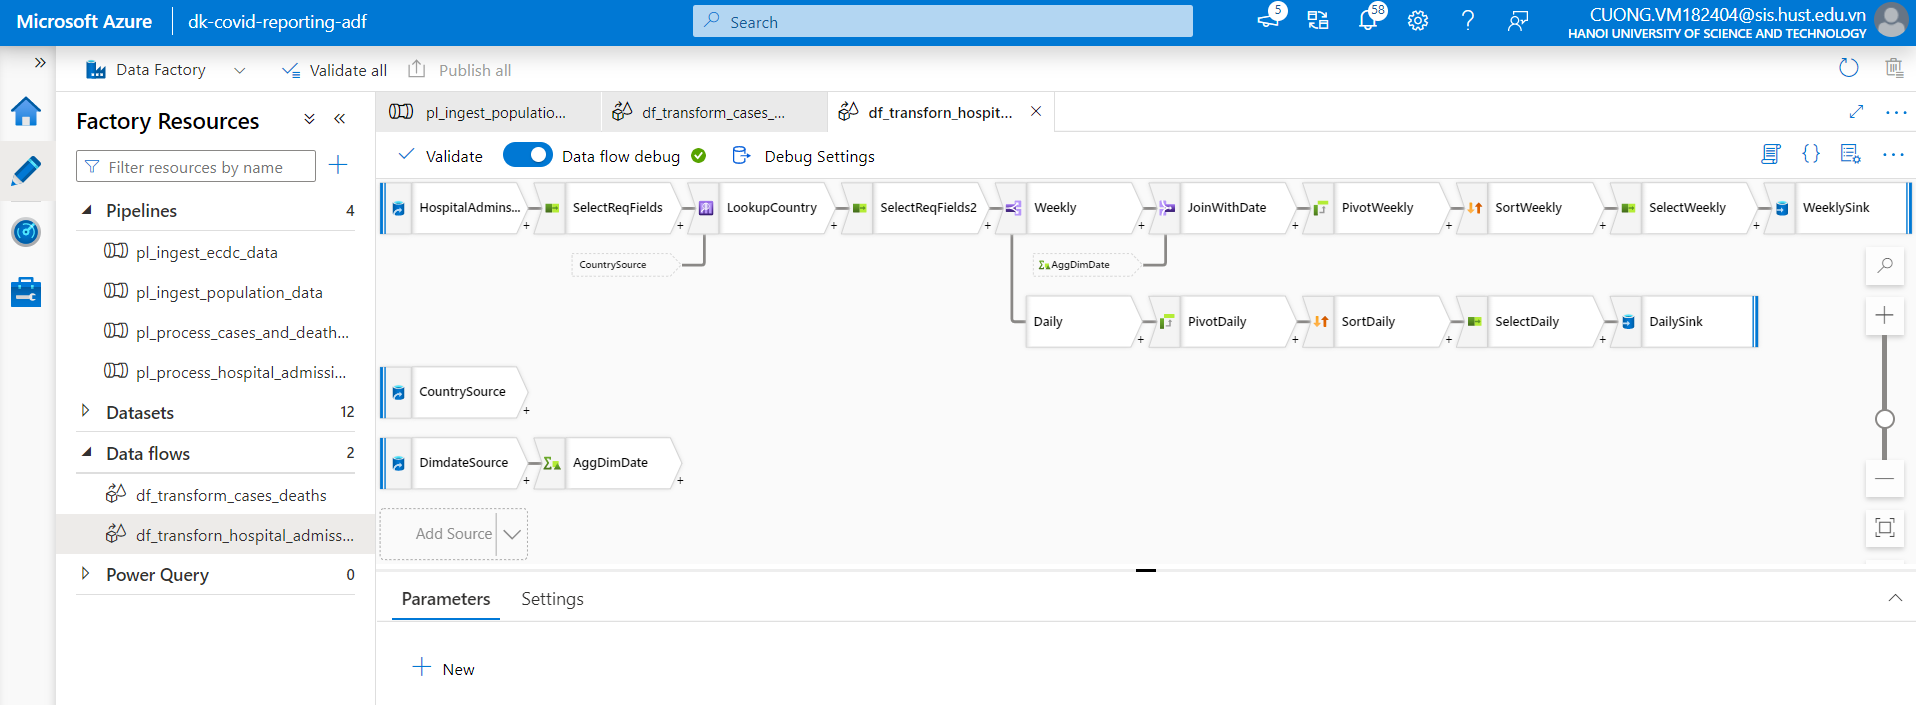 Microsoft Azure
dk-covid-reporting-adf
Search
5
58
CUONG.VM182404@sis.hust.edu.vn
HANOI UNIVERSITY OF SCIENCE AND TECHNOLOGY
Data Factory
Validate all
Publish all
Factory Resources
Filter resources by name
Pipelines 4
pl_ingest_ecdc_data
pl_ingest_population_data
pl_process_cases_and_death...
pl_process_hospital_admissi...
Datasets 12
Data flows 2
df_transform_cases_deaths
df_transforn_hospital_admiss...
Power Query 0
pl_ingest_populatio...
df_transform_cases_...
df_transforn_hospit...
Validate
Data flow debug
Debug Settings
HospitalAdmins...
SelectReqFields
LookupCountry
SelectReqFields2
Weekly
JoinWithDate
PivotWeekly
SortWeekly
SelectWeekly
WeeklySink
CountrySource
AggDimDate
Daily
PivotDaily
SortDaily
SelectDaily
DailySink
CountrySource
DimdateSource
AggDimDate
Add Source
Parameters
Settings
New